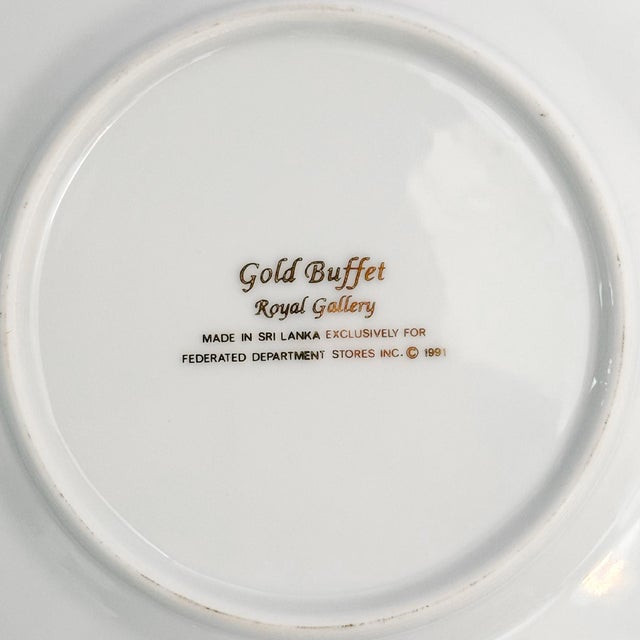 Gold Buffet
Royal Gallery
MADE IN SRI LANKA EXCLUSIVELY FOR
FEDERATED DEPARTMENT STORES INC. © 1991